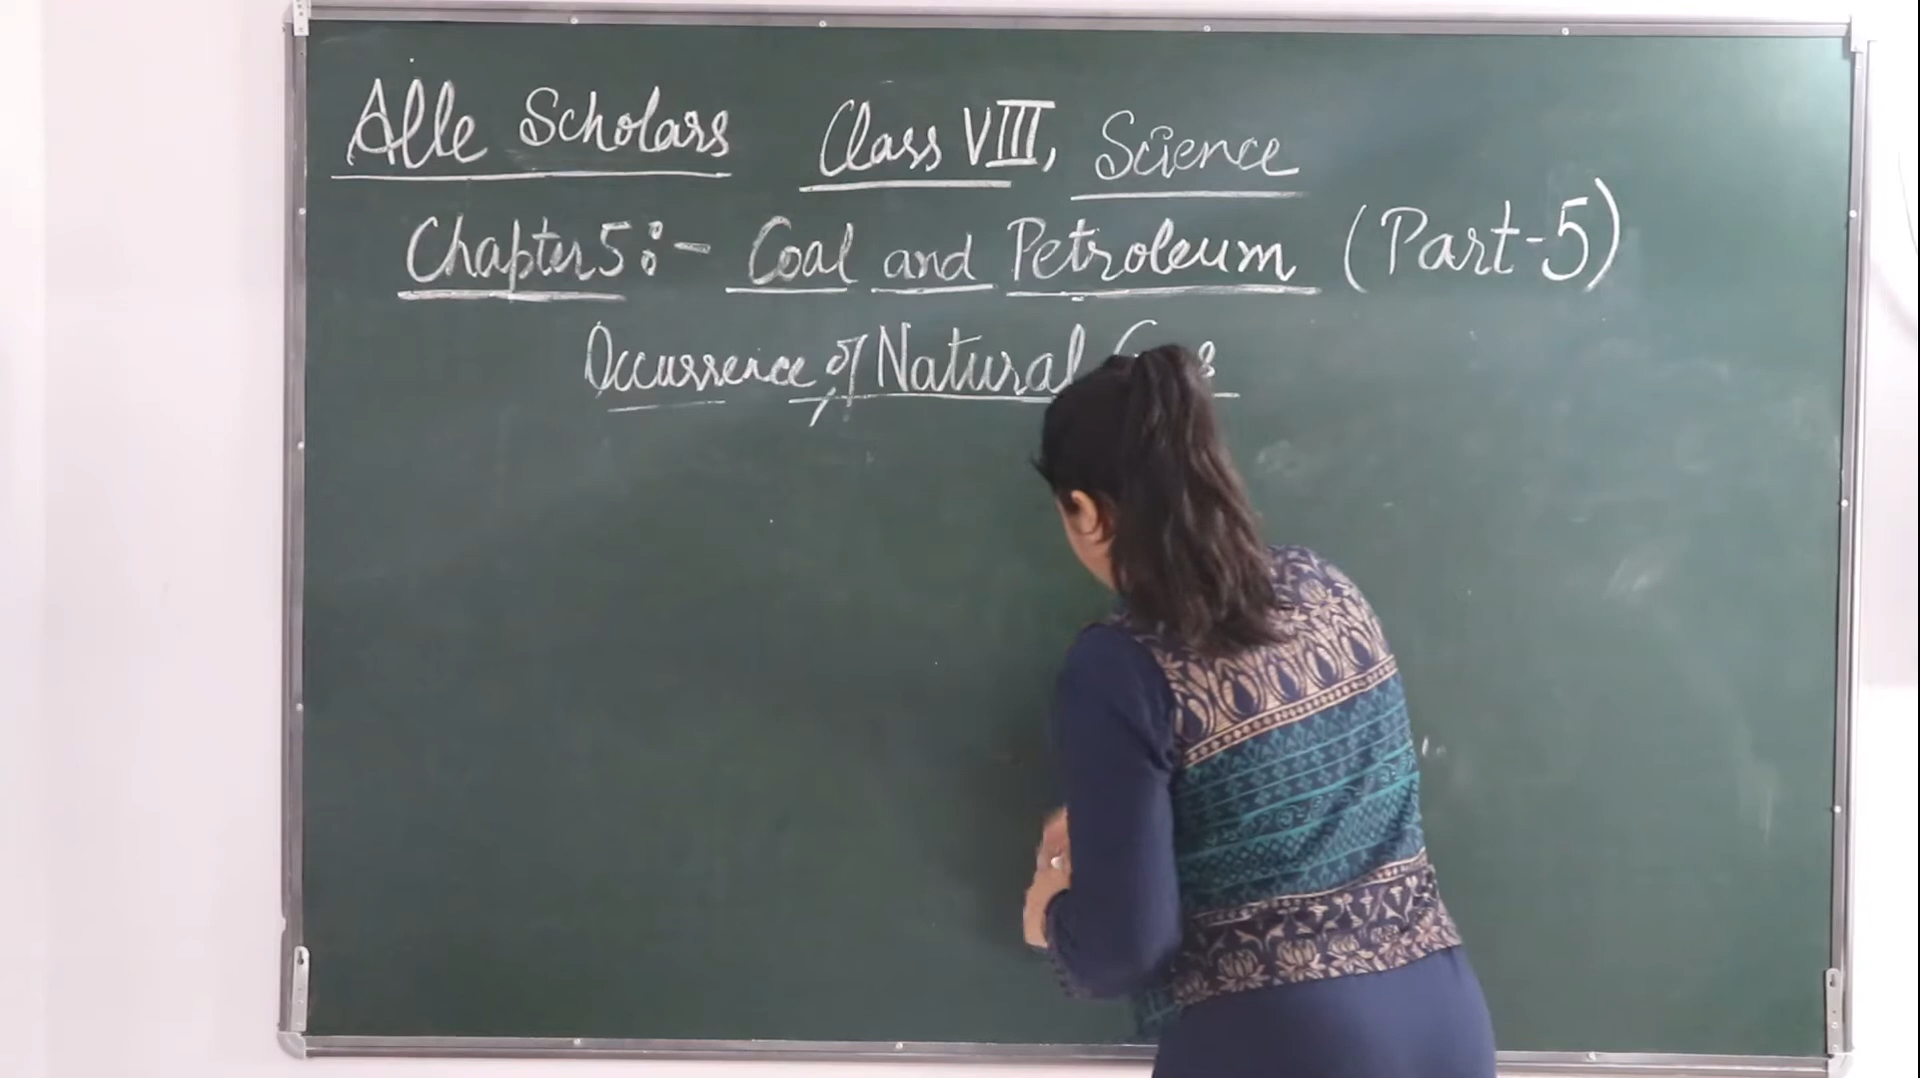 Alle Scholars Class VIII, Science
Chapter 5:- Coal and Petroleum (Part-5)
Occurrence of Natural